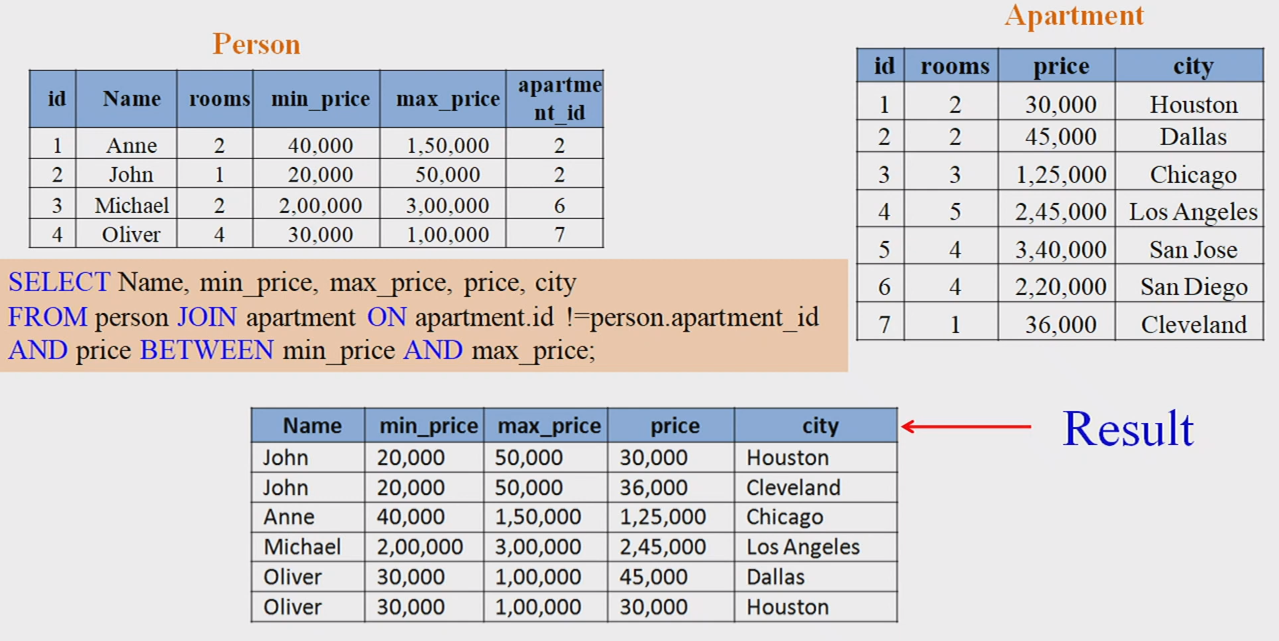 Person
id Name rooms min_price max_price apartme
nt_id
1 Anne 2 40,000 1,50,000 2
2 John 1 20,000 50,000 2
3 Michael 2 2,00,000 3,00,000 6
4 Oliver 4 30,000 1,00,000 7
Apartment
id rooms price city
1 2 30,000 Houston
2 2 45,000 Dallas
3 3 1,25,000 Chicago
4 5 2,45,000 Los Angeles
5 4 3,40,000 San Jose
6 4 2,20,000 San Diego
7 1 36,000 Cleveland
SELECT Name, min_price, max_price, price, city
FROM person JOIN apartment ON apartment.id !=person.apartment_id
AND price BETWEEN min_price AND max_price;
Name min_price max_price price city
John 20,000 50,000 30,000 Houston
John 20,000 50,000 36,000 Cleveland
Anne 40,000 1,50,000 1,25,000 Chicago
Michael 2,00,000 3,00,000 2,45,000 Los Angeles
Oliver 30,000 1,00,000 45,000 Dallas
Oliver 30,000 1,00,000 30,000 Houston
Result